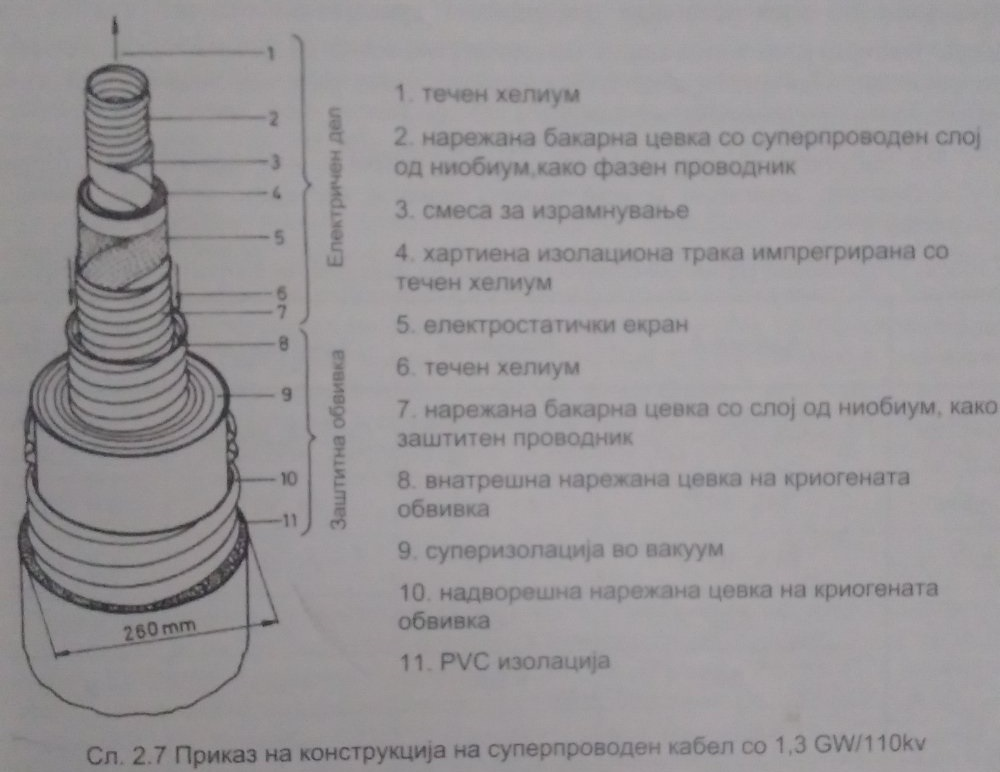 1
2
3
4
5
6
7
8
9
10
11
Електричен дел
Заштитна обвивка
260mm
1. течен хелиум
2. нарежана бакарна цевка со суперпроводен слој
од ниобиум,како фазен проводник
3. смеса за израмнување
4. хартиена изолациона трака импрегрирана со
течен хелиум
5. електростатички екран
6. течен хелиум
7. нарежана бакарна цевка со слој од ниобиум, како
заштитен проводник
8. внатрешна нарежана цевка на криогената
обвивка
9. суперизолација во вакуум
10. надворешна нарежана цевка на криогената
обвивка
11. PVC изолација
Сл. 2.7 Приказ на конструкција на суперпроводен кабел со 1,3 GW/110kv